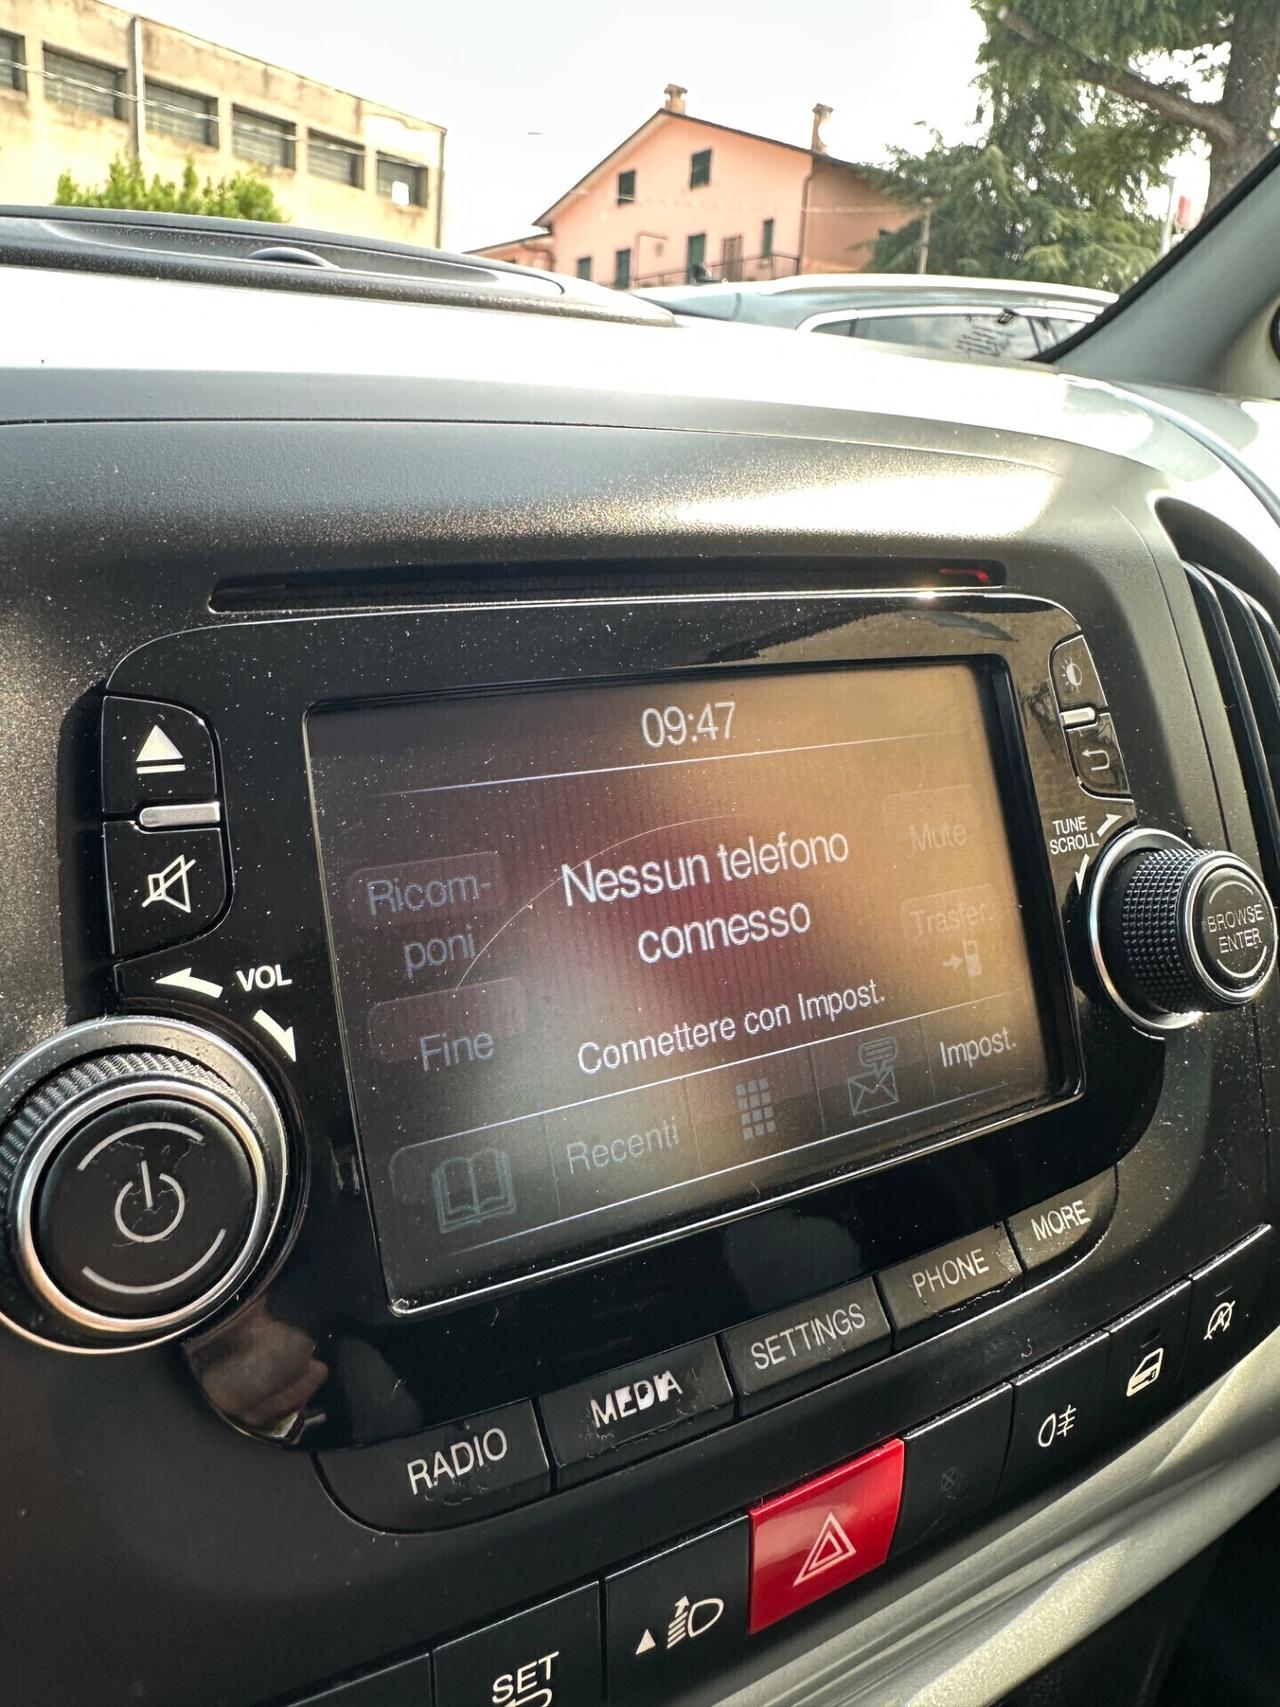 09:47
Ricom-
poni
Nessun telefono
connesso
Mute
Trasfer
Fine
Connettere con Impost.
Recenti
Impost.
VOL
TUNE
SCROLL
BROWSE
ENTER
RADIO
MEDIA
SETTINGS
PHONE
MORE
SET